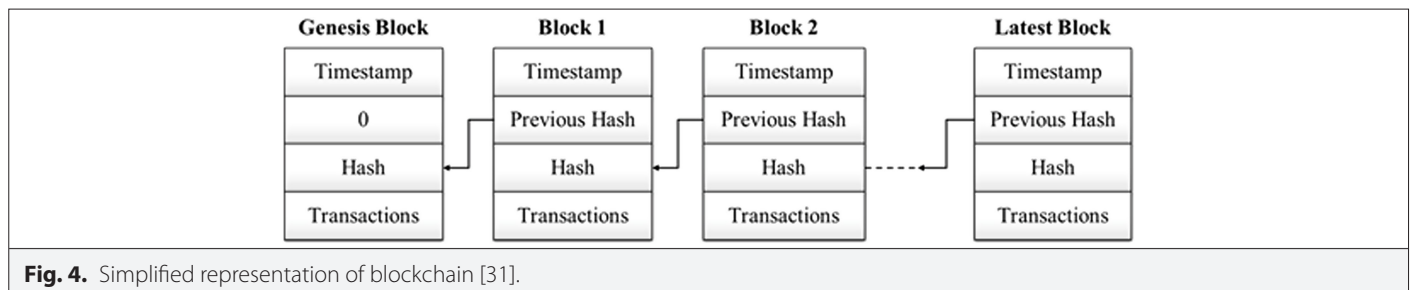 Genesis Block Block 1 Block 2 Latest Block
Timestamp Timestamp Timestamp Timestamp
0 Previous Hash Previous Hash Previous Hash
Hash Hash Hash Hash
Transactions Transactions Transactions Transactions
Fig. 4. Simplified representation of blockchain [31].